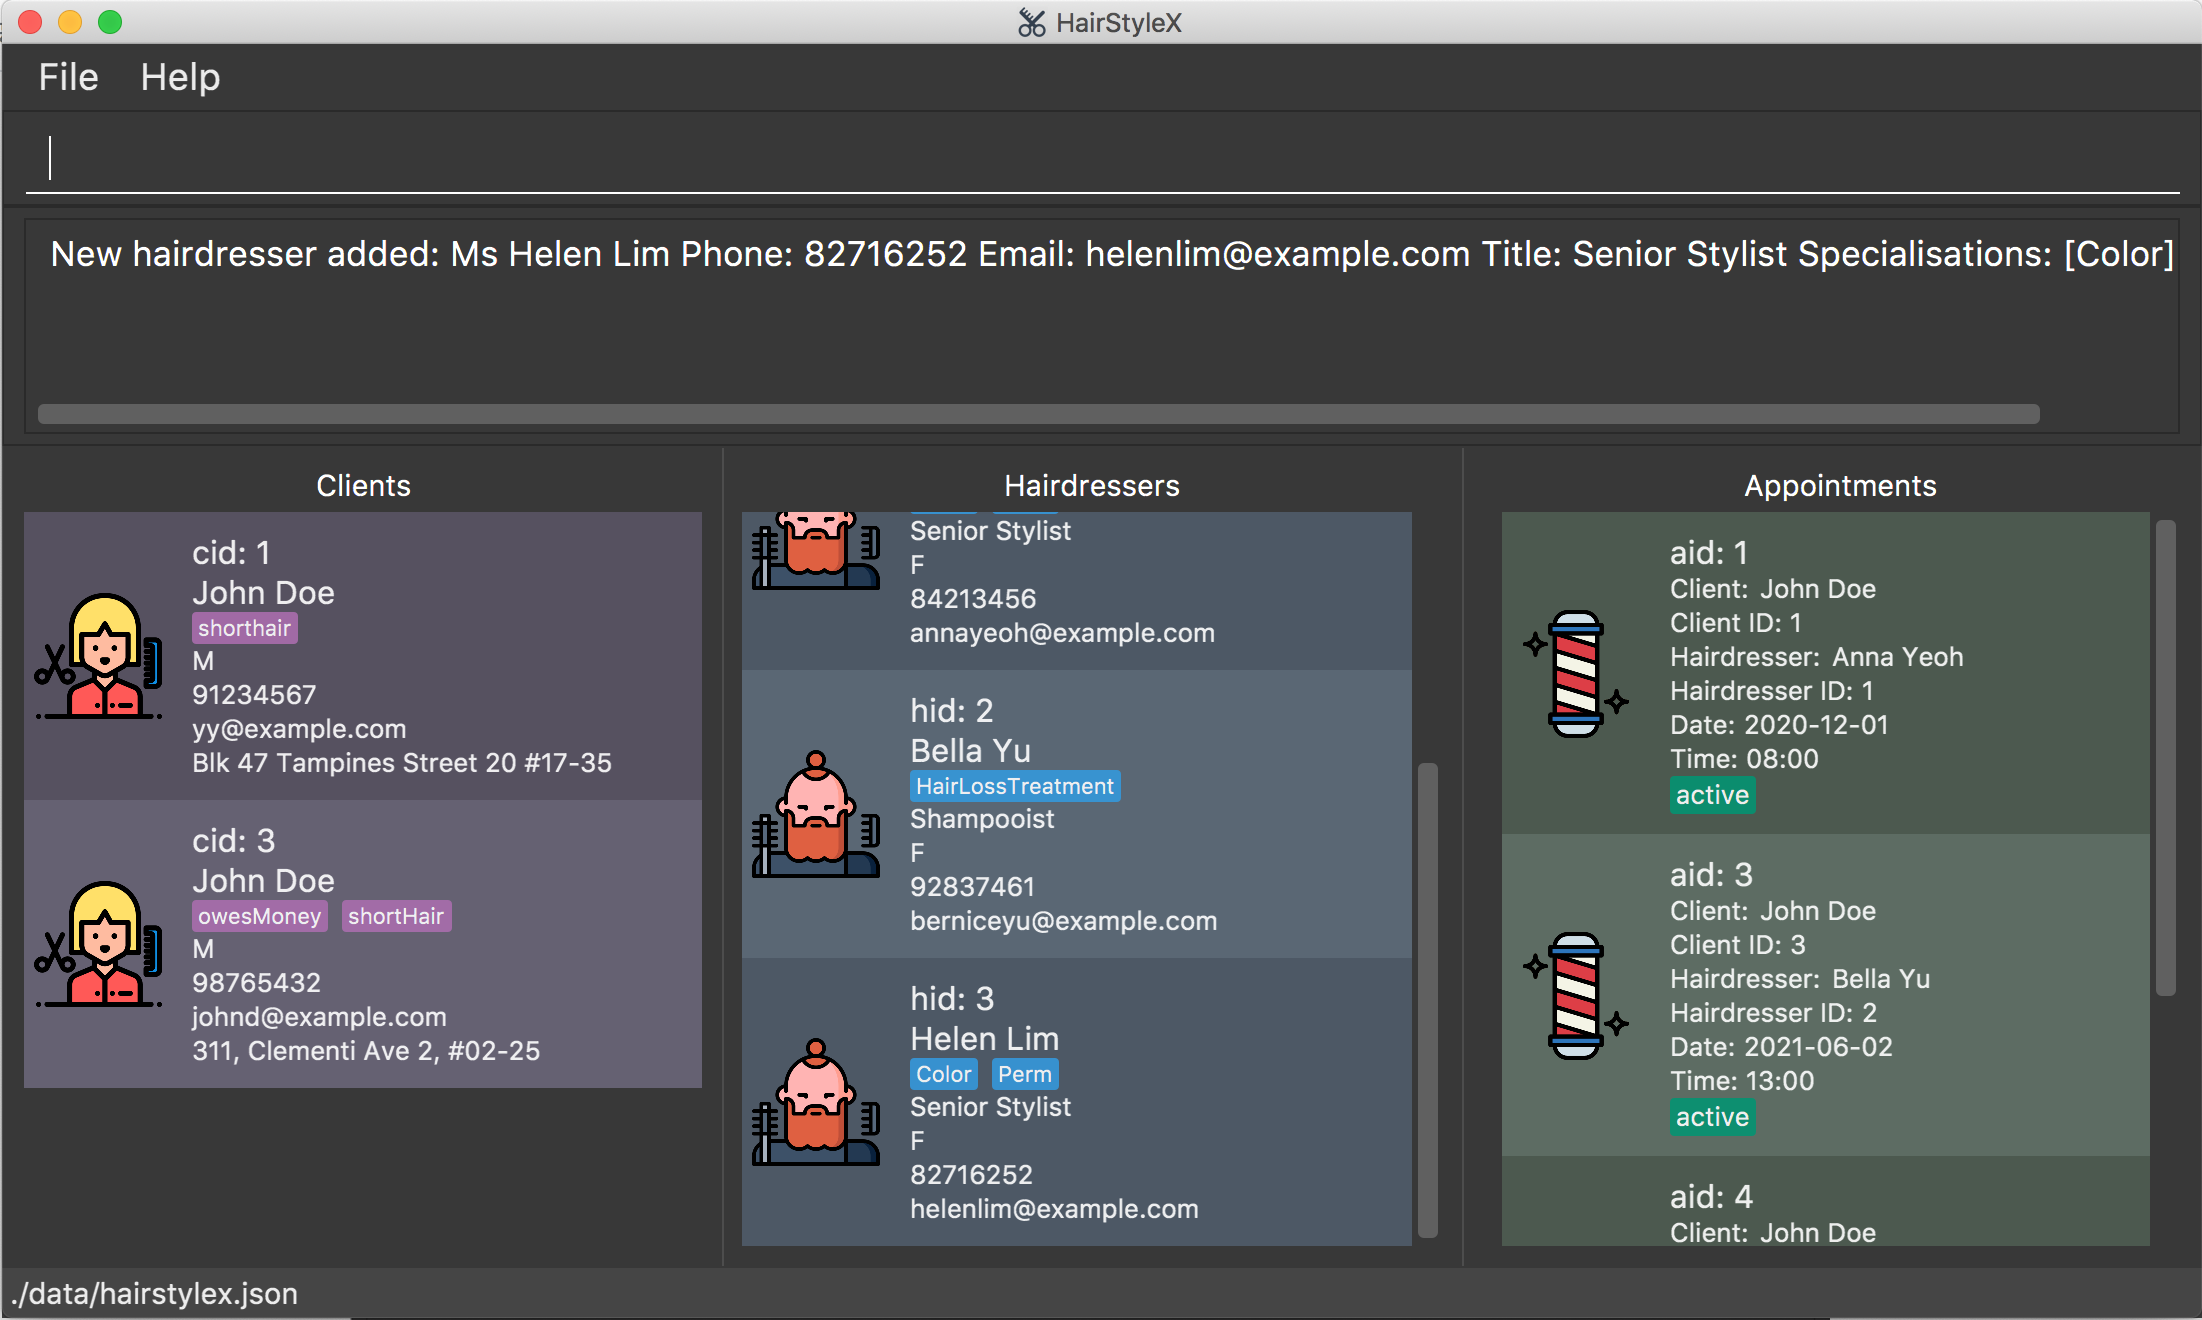 HairStyleX
File Help
New hairdresser added: Ms Helen Lim Phone: 82716252 Email: helenlim@example.com Title: Senior Stylist Specialisations: [Color]
Clients
cid: 1
John Doe
shorthair
M
91234567
yy@example.com
Blk 47 Tampines Street 20 #17-35
cid: 3
John Doe
owesMoney shortHair
M
98765432
johnd@example.com
311, Clementi Ave 2, #02-25
Hairdressers
Senior Stylist
F
84213456
annayeoh@example.com
hid: 2
Bella Yu
HairLossTreatment
Shampooist
F
92837461
berniceyu@example.com
hid: 3
Helen Lim
Color Perm
Senior Stylist
F
82716252
helenlim@example.com
Appointments
aid: 1
Client: John Doe
Client ID: 1
Hairdresser: Anna Yeoh
Hairdresser ID: 1
Date: 2020-12-01
Time: 08:00
active
aid: 3
Client: John Doe
Client ID: 3
Hairdresser: Bella Yu
Hairdresser ID: 2
Date: 2021-06-02
Time: 13:00
active
aid: 4
Client: John Doe
./data/hairstylex.json